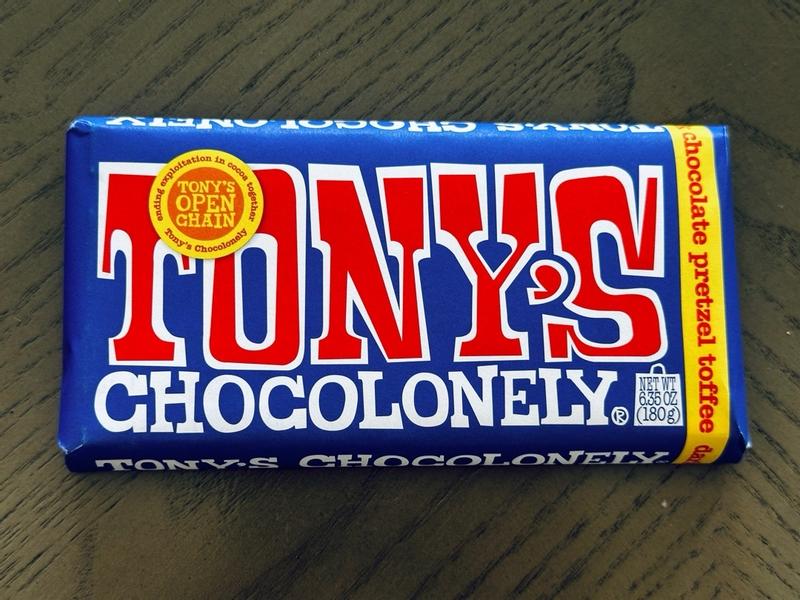 TONY'S CHOCOLONELY
ending exploitation in cocoa together
TONY'S
OPEN
CHAIN
Tony's Chocolonely
TONY'S
CHOCOLONELY®
NET WT
6.35 OZ
(180g)
chocolate pretzel toffee
TONY'S CHOCOLONELY